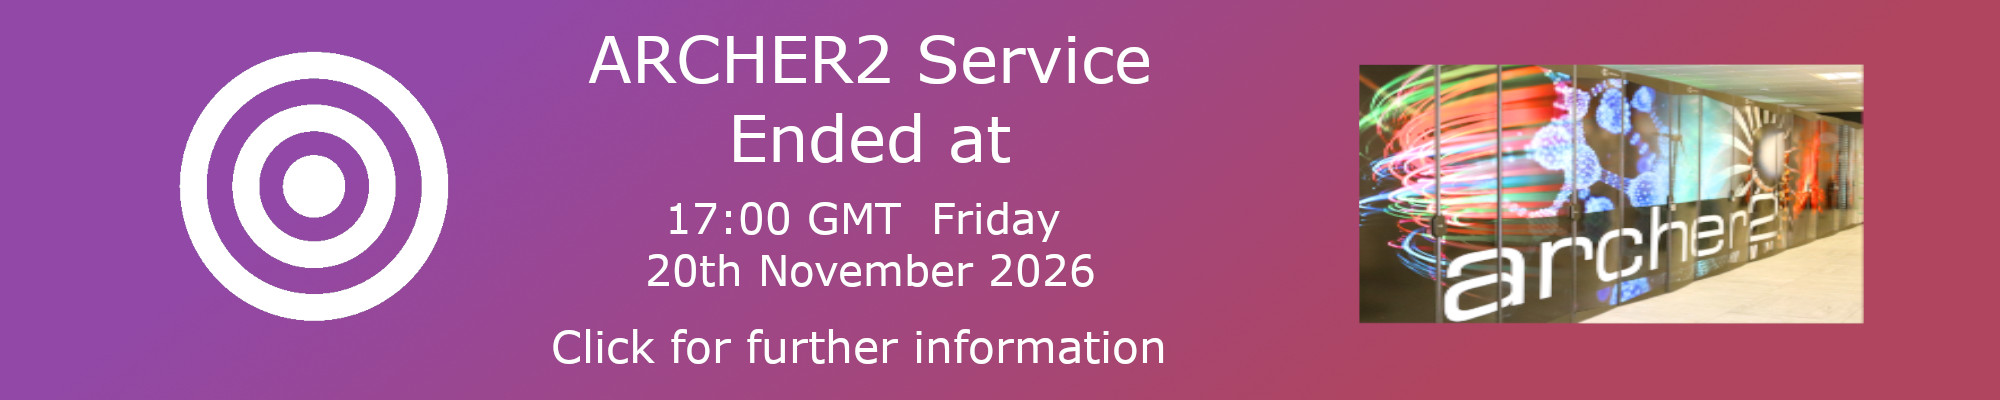 ARCHER2 Service
Ended at
17:00 GMT Friday
20th November 2026
Click for further information
archer2